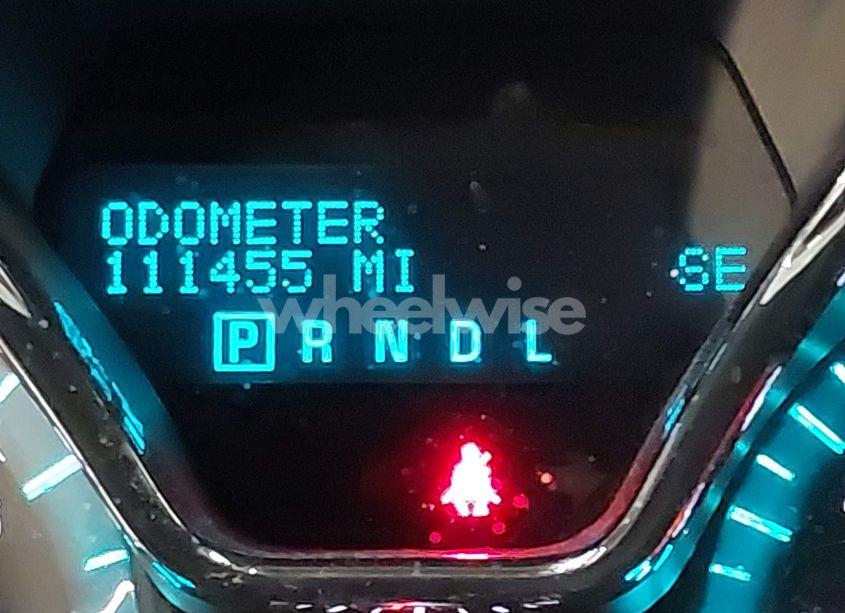 ODOMETER
111455 MI SE
wheelwise
P R N D L